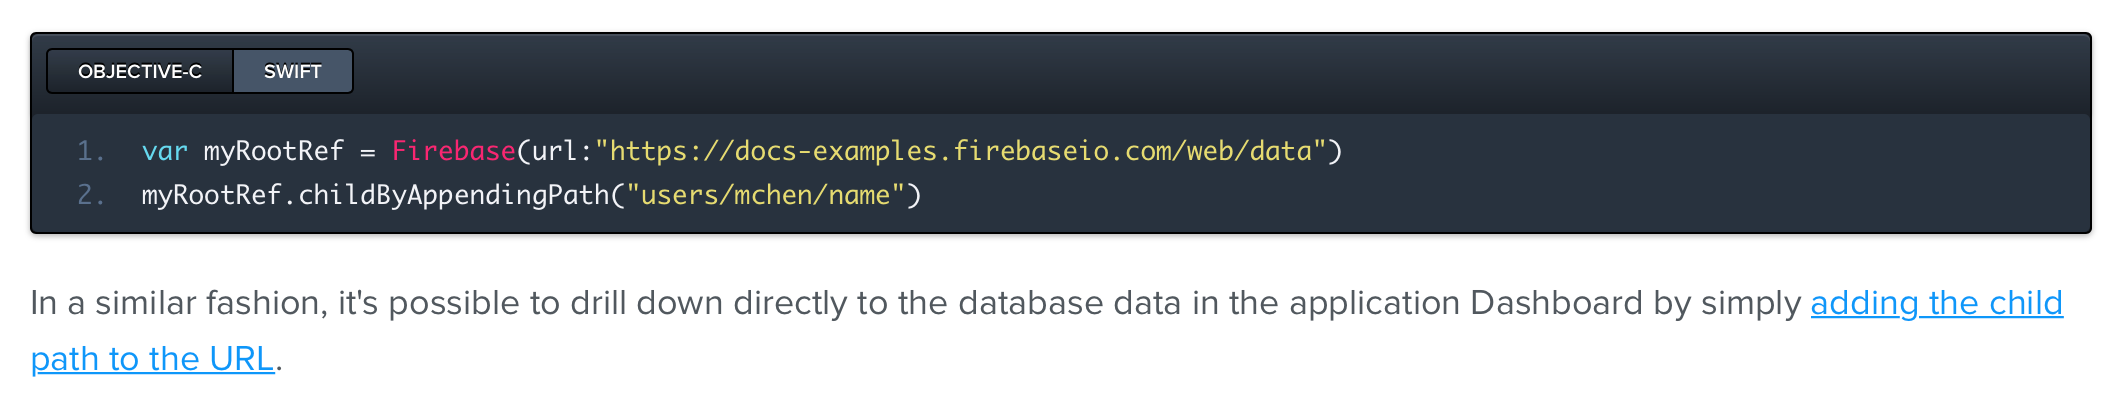 OBJECTIVE-C SWIFT
1. var myRootRef = Firebase(url:"https://docs-examples.firebaseio.com/web/data")
2. myRootRef.childByAppendingPath("users/mchen/name")
In a similar fashion, it's possible to drill down directly to the database data in the application Dashboard by simply adding the child
path to the URL.